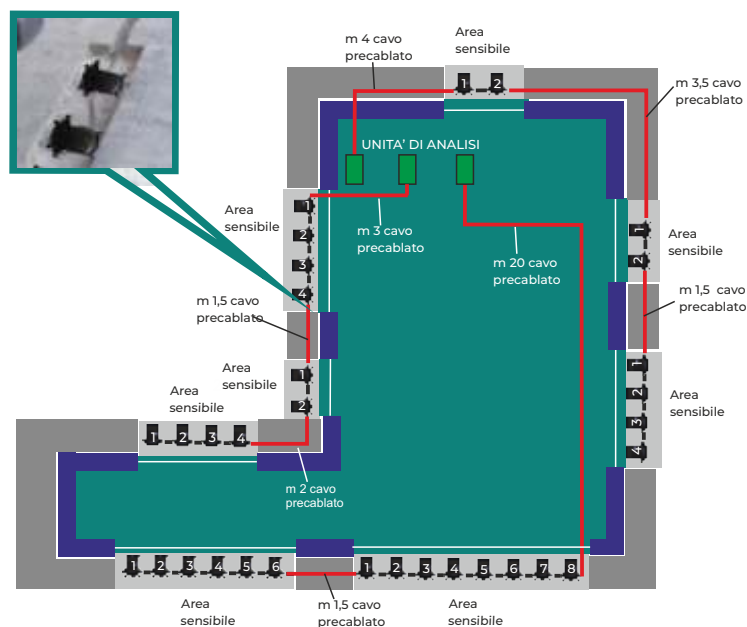 m 4 cavo
precablato
Area
sensibile
1 2
m 3,5 cavo
precablato
UNITA' DI ANALISI
Area
sensibile
1
2
3
4
m 3 cavo
precablato
m 20 cavo
precablato
1
2
Area
sensibile
m 1,5 cavo
precablato
m 1,5 cavo
precablato
Area
sensibile
1
2
1
2
3
4
Area
sensibile
Area
sensibile
1 2 3 4
m 2 cavo
precablato
1 2 3 4 5 6
1 2 3 4 5 6 7 8
Area
sensibile
m 1,5 cavo
precablato
Area
sensibile